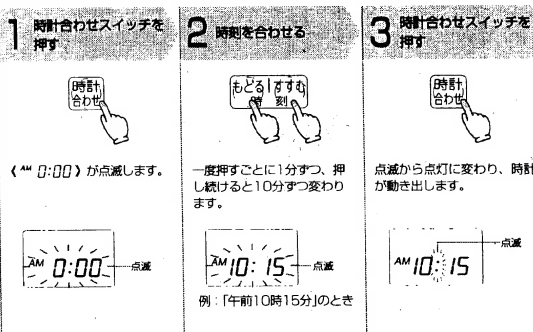 1 時計合わせスイッチを
押す
時計
合わせ
《 AM 0:00 》が点滅します。
AM 0:00
点滅
2 時刻を合わせる
もどる すすむ
時 刻
一度押すごとに1分ずつ、押
し続けると10分ずつ変わり
ます。
AM 10:15
点滅
例：「午前10時15分」のとき
3 時計合わせスイッチを
押す
時計
合わせ
点滅から点灯に変わり、時計
が動き出します。
点滅
AM 10:15